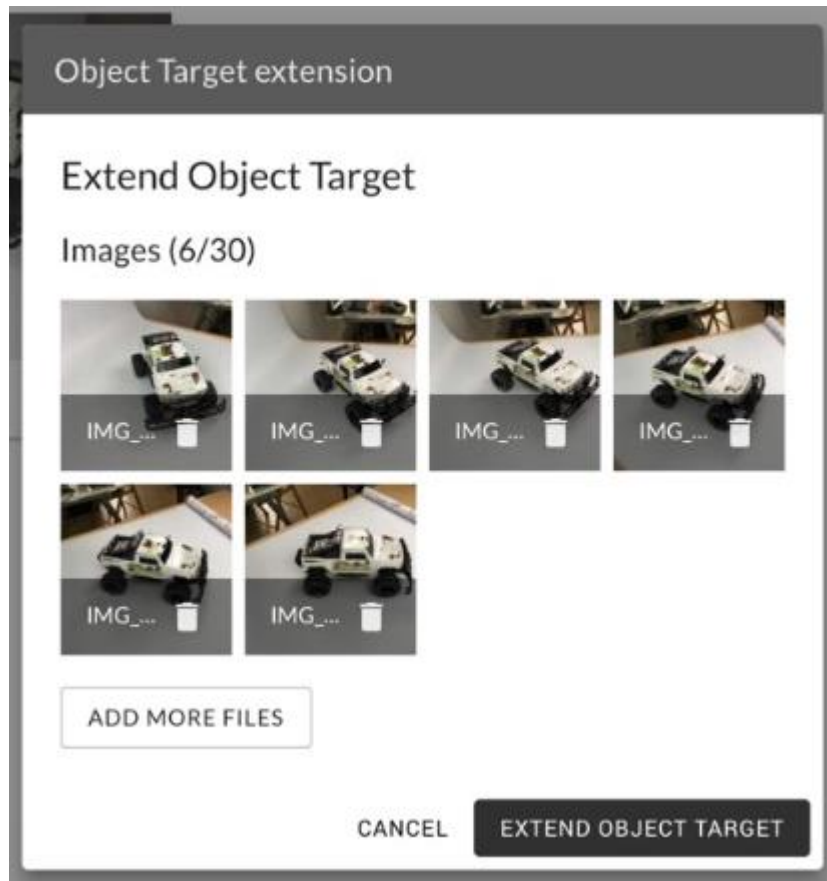 Object Target extension
Extend Object Target
Images (6/30)
IMG_... IMG_... IMG_... IMG_...
IMG_... IMG_...
ADD MORE FILES
CANCEL EXTEND OBJECT TARGET